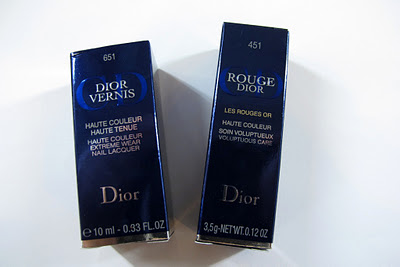 651
DIOR
VERNIS
HAUTE COULEUR
HAUTE TENUE
HAUTE COULEUR
EXTREME WEAR
NAIL LACQUER
Dior
e 10 ml - 0.33 FL.OZ
451
ROUGE
DIOR
LES ROUGES OR
HAUTE COULEUR
SOIN VOLUPTUEUX
VOLUPTUOUS CARE
Dior
3,5g-NET WT. 0.12 OZ